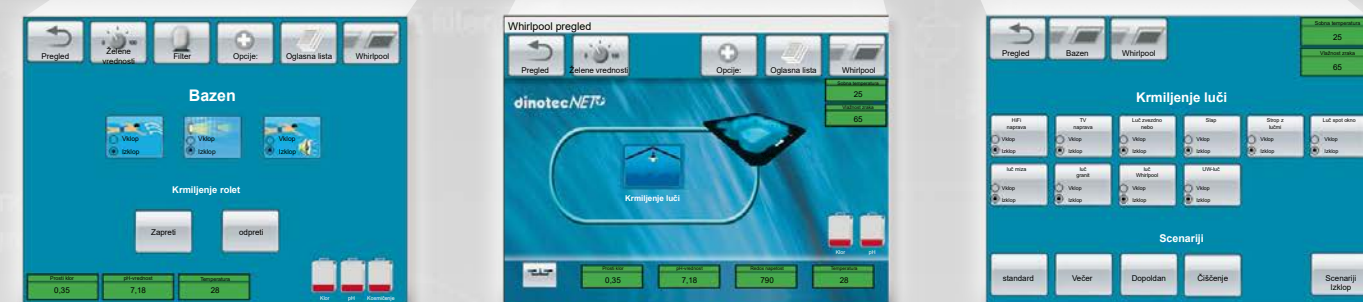 Pregled
Želene
vrednosti
Filter
Opcije:
Oglasna lista
Whirlpool
Bazen
Vklop
Izklop
Vklop
Izklop
Vklop
Izklop
Krmiljenje rolet
Zapreti
odpreti
Prosti klor
0,35
pH-vrednost
7,18
Temperatura
28
Klor
pH
Kosmičenje
Whirlpool pregled
Pregled
Želene vrednosti
Opcije:
Oglasna lista
Whirlpool
Sobna temperatura
25
Vlažnost zraka
65
dinotecNET
Krmiljenje luči
Klor
pH
Prosti klor
0,35
pH-vrednost
7,18
Redox napetost
790
Temperatura
28
Pregled
Bazen
Whirlpool
Sobna temperatura
25
Vlažnost zraka
65
Krmiljenje luči
HiFi
naprava
Vklop
Izklop
TV
naprava
Vklop
Izklop
Luč zvezdno
nebo
Vklop
Izklop
Slap
Vklop
Izklop
Strop z
lučmi
Vklop
Izklop
Luč spot okno
Vklop
Izklop
luč miza
Vklop
Izklop
luč
granit
Vklop
Izklop
luč
Whirlpool
Vklop
Izklop
UW-luč
Vklop
Izklop
Scenariji
standard
Večer
Dopoldan
Čiščenje
Scenariji
Izklop